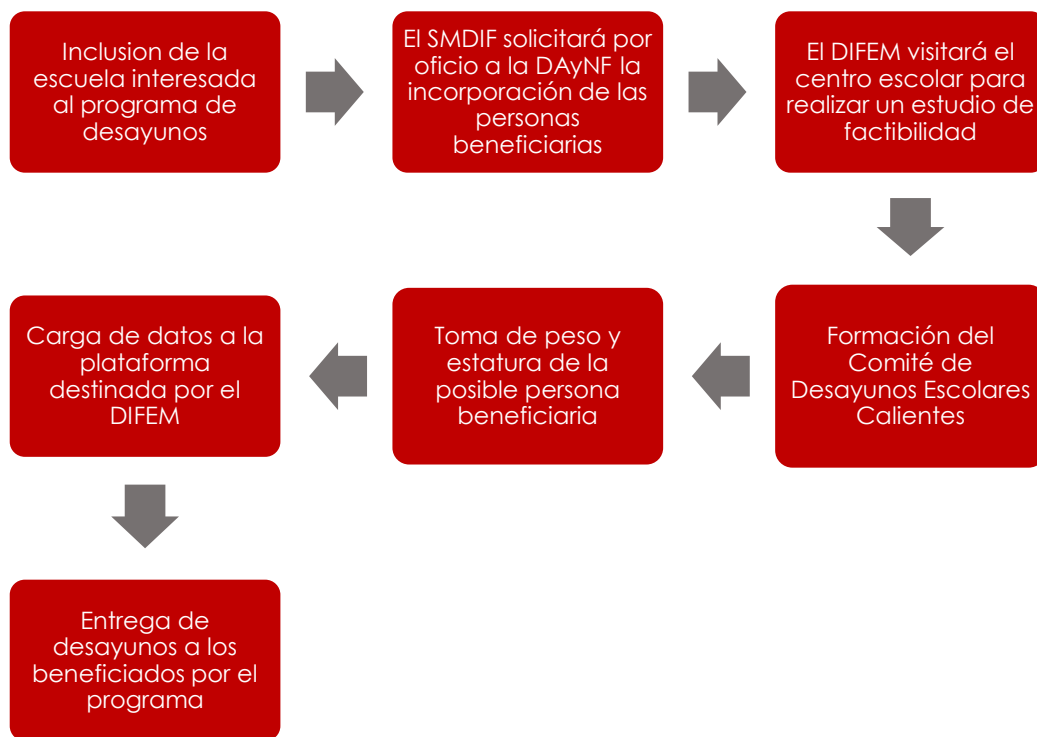 Inclusion de la
escuela interesada
al programa de
desayunos
El SMDIF solicitará por
oficio a la DAyNF la
incorporación de las
personas
beneficiarias
El DIFEM visitará el
centro escolar para
realizar un estudio de
factibilidad
Formación del
Comité de
Desayunos Escolares
Calientes
Toma de peso y
estatura de la
posible persona
beneficiaria
Carga de datos a la
plataforma
destinada por el
DIFEM
Entrega de
desayunos a los
beneficiados por el
programa